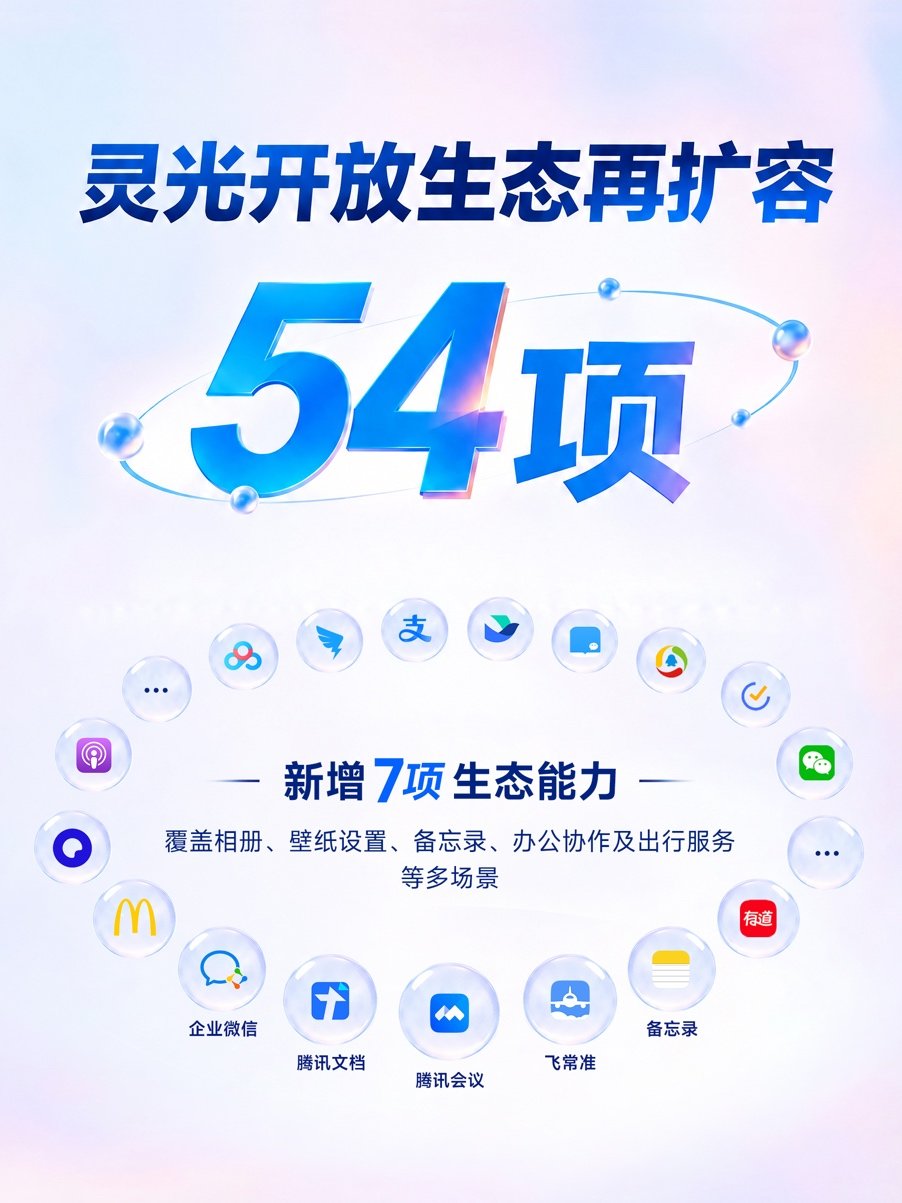 灵光开放生态再扩容
54项
支
新增7项生态能力
覆盖相册、壁纸设置、备忘录、办公协作及出行服务
等多场景
有道
企业微信
腾讯文档
腾讯会议
飞常准
备忘录